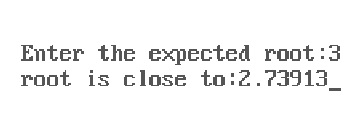 Enter the expected root:3
root is close to:2.73913_